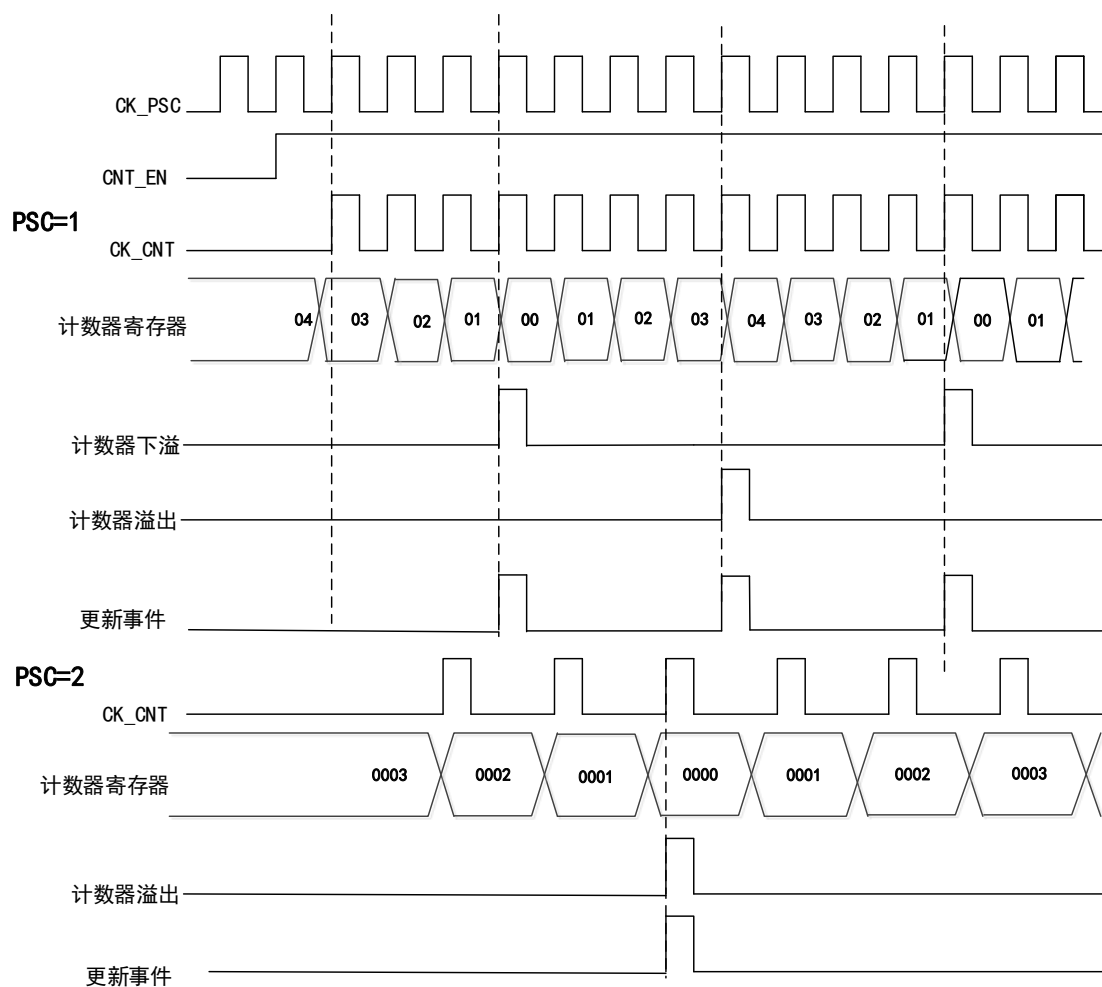 CK_PSC
CNT_EN
PSC=1
CK_CNT
计数器寄存器 04 03 02 01 00 01 02 03 04 03 02 01 00 01
计数器下溢
计数器溢出
更新事件
PSC=2
CK_CNT
计数器寄存器 0003 0002 0001 0000 0001 0002 0003
计数器溢出
更新事件